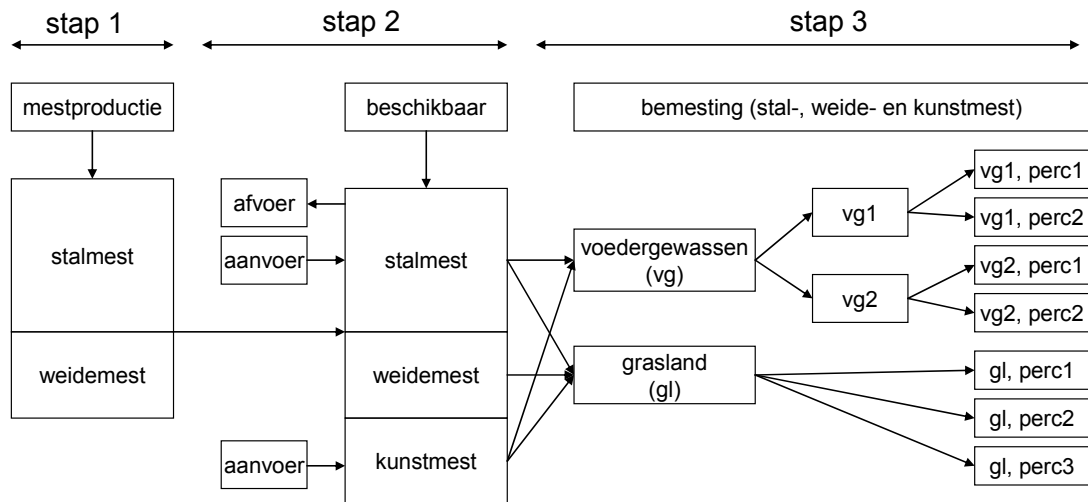 stap 1
stap 2
stap 3
mestproductie
beschikbaar
bemesting (stal-, weide- en kunstmest)
stalmest
weidemest
afvoer
aanvoer
aanvoer
stalmest
weidemest
kunstmest
voedergewassen
(vg)
grasland
(gl)
vg1
vg2
vg1, perc1
vg1, perc2
vg2, perc1
vg2, perc2
gl, perc1
gl, perc2
gl, perc3